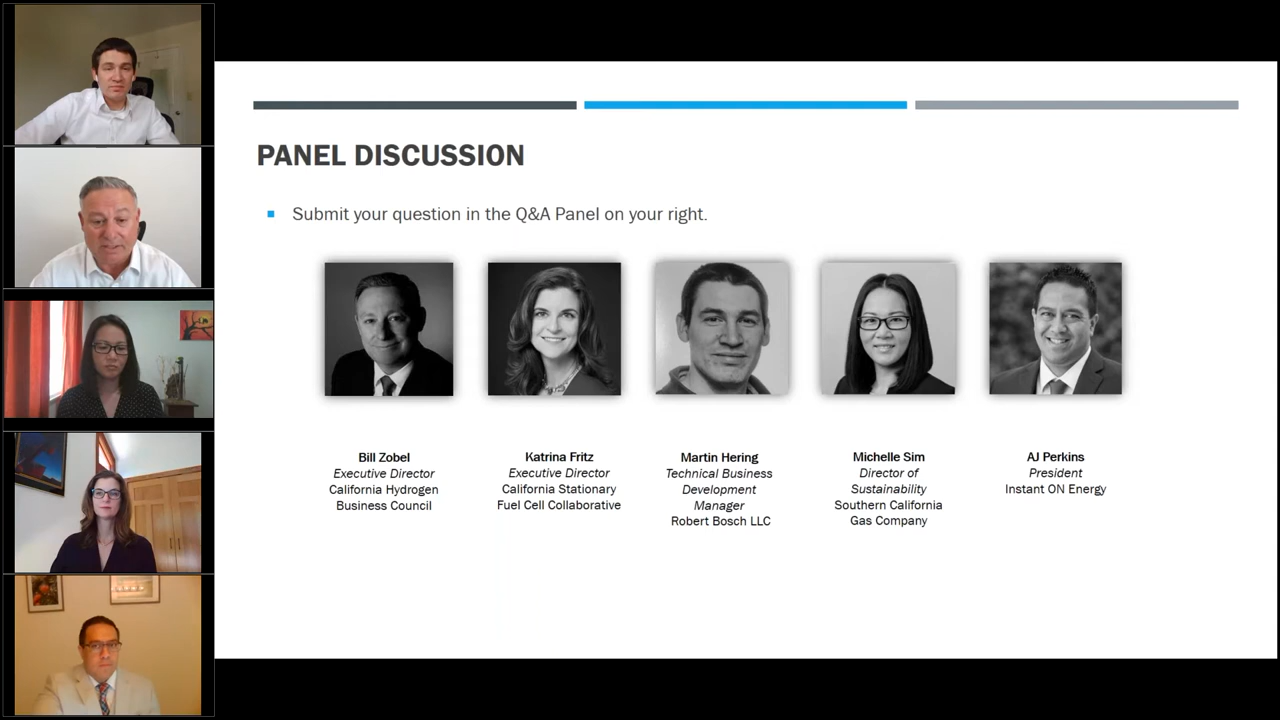 PANEL DISCUSSION
Submit your question in the Q&A Panel on your right.
Bill Zobel
Executive Director
California Hydrogen
Business Council
Katrina Fritz
Executive Director
California Stationary
Fuel Cell Collaborative
Martin Hering
Technical Business
Development
Manager
Robert Bosch LLC
Michelle Sim
Director of
Sustainability
Southern California
Gas Company
AJ Perkins
President
Instant ON Energy